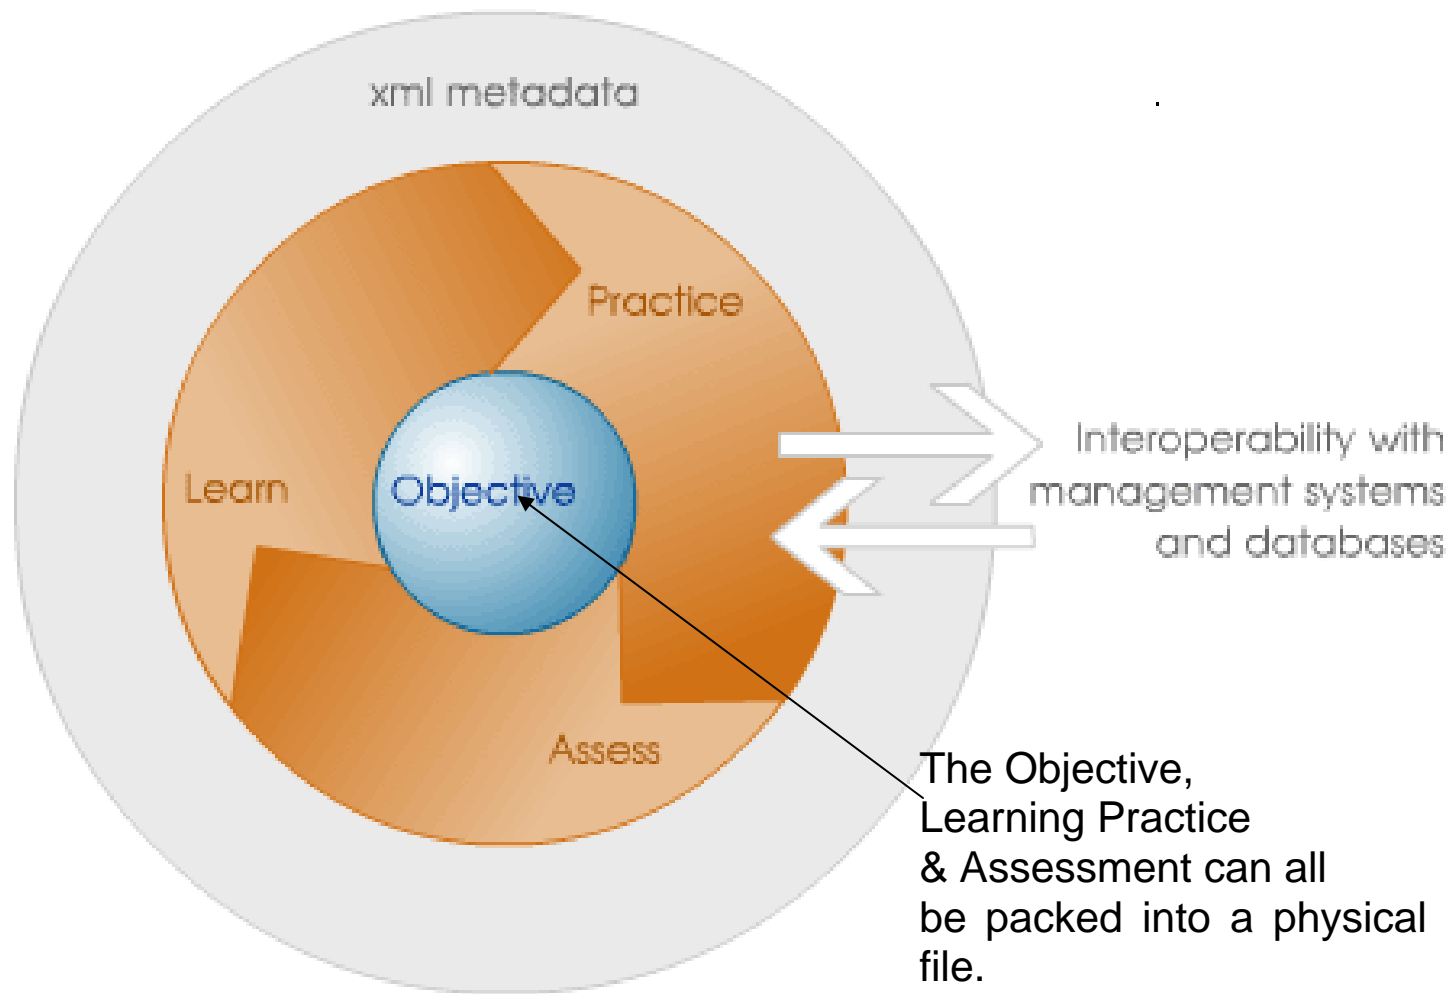 xml metadata
.
Practice
Learn
Objective
Assess
Interoperability with
management systems
and databases
The Objective,
Learning Practice
& Assessment can all
be packed into a physical
file.